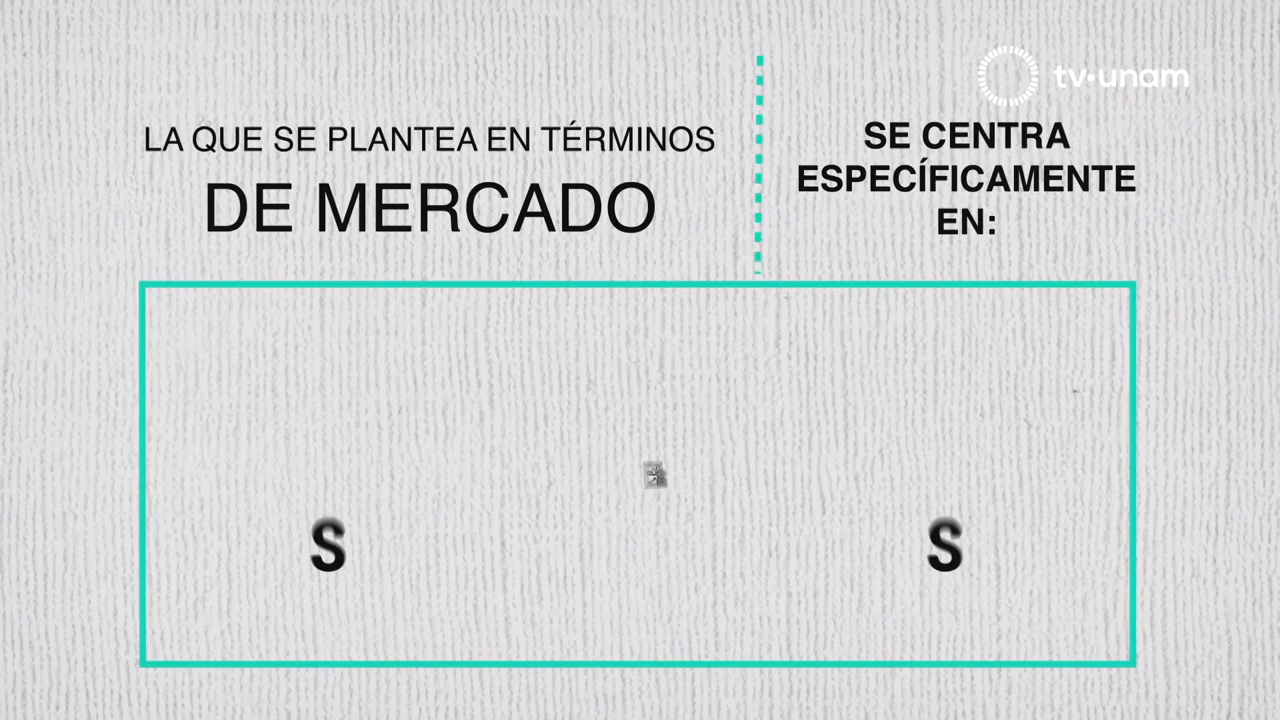 tv·unam
LA QUE SE PLANTEA EN TÉRMINOS
DE MERCADO
SE CENTRA
ESPECÍFICAMENTE
EN:
S
S